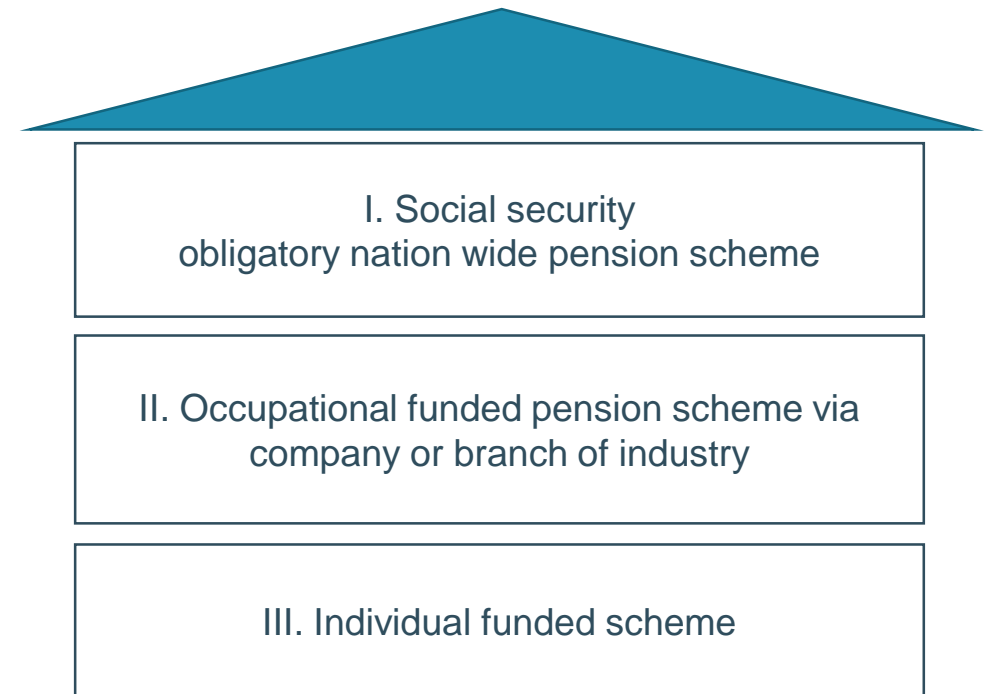 I. Social security
obligatory nation wide pension scheme
II. Occupational funded pension scheme via
company or branch of industry
III. Individual funded scheme